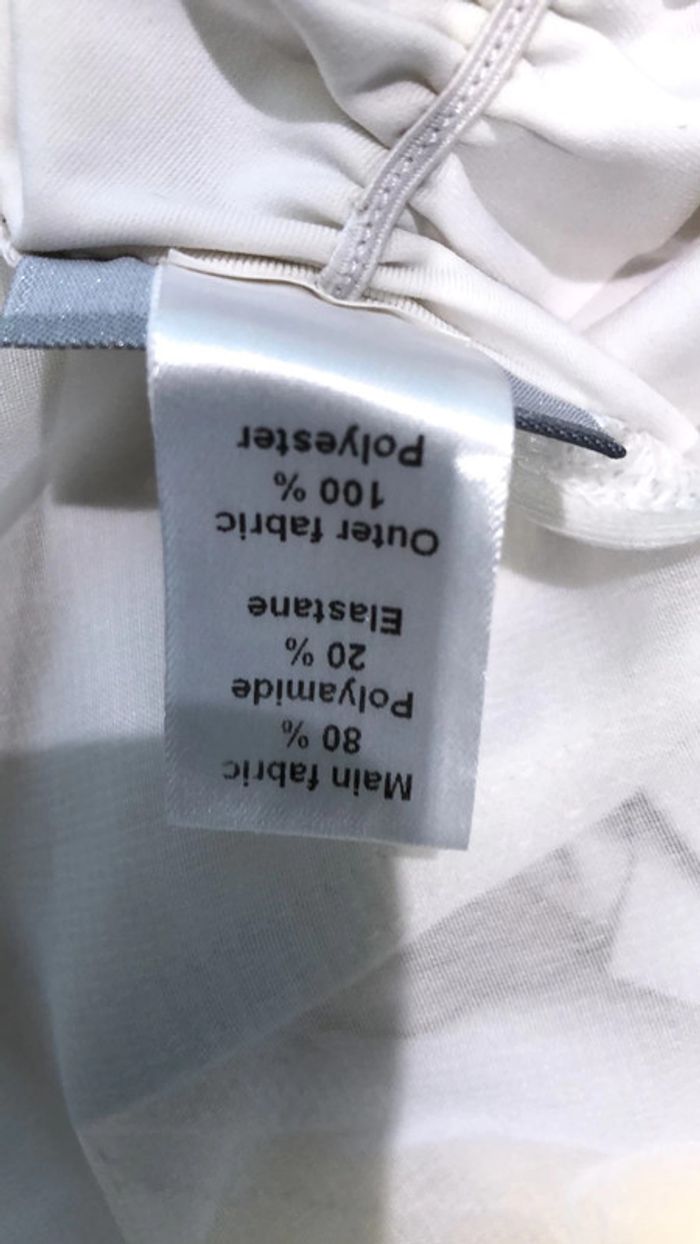 Main fabric
80 %
Polyamide
20 %
Elastane
Outer fabric
100 %
Polyester